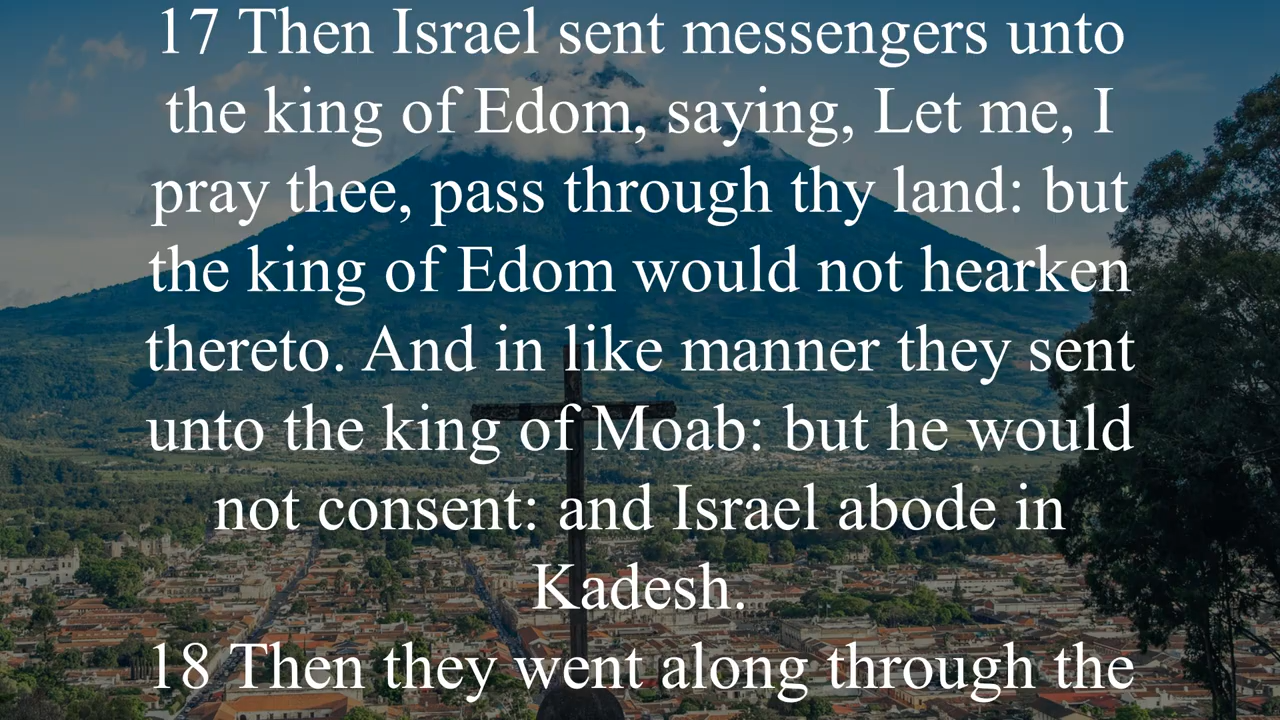 17 Then Israel sent messengers unto
the king of Edom, saying, Let me, I
pray thee, pass through thy land: but
the king of Edom would not hearken
thereto. And in like manner they sent
unto the king of Moab: but he would
not consent: and Israel abode in
Kadesh.
18 Then they went along through the